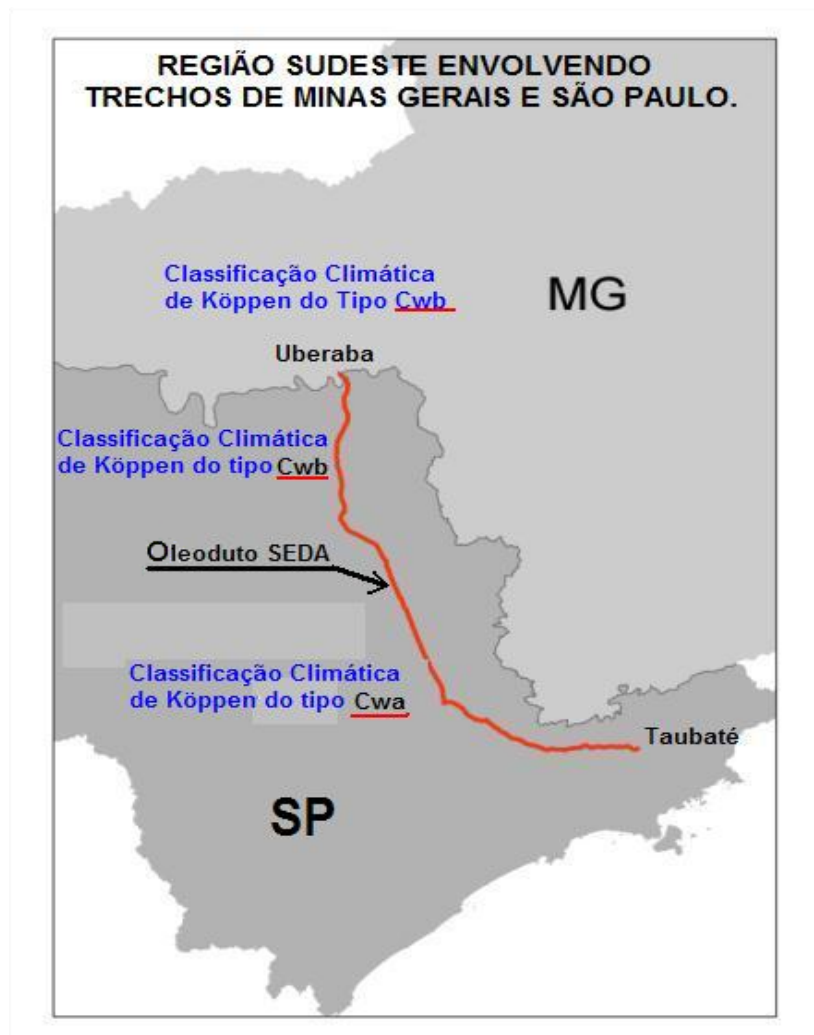 REGIÃO SUDESTE ENVOLVENDO
TRECHOS DE MINAS GERAIS E SÃO PAULO.
Classificação Climática
de Köppen do Tipo Cwb
MG
Uberaba
Classificação Climática
de Köppen do tipo Cwb
Oleoduto SEDA
Classificação Climática
de Köppen do tipo Cwa
Taubaté
SP